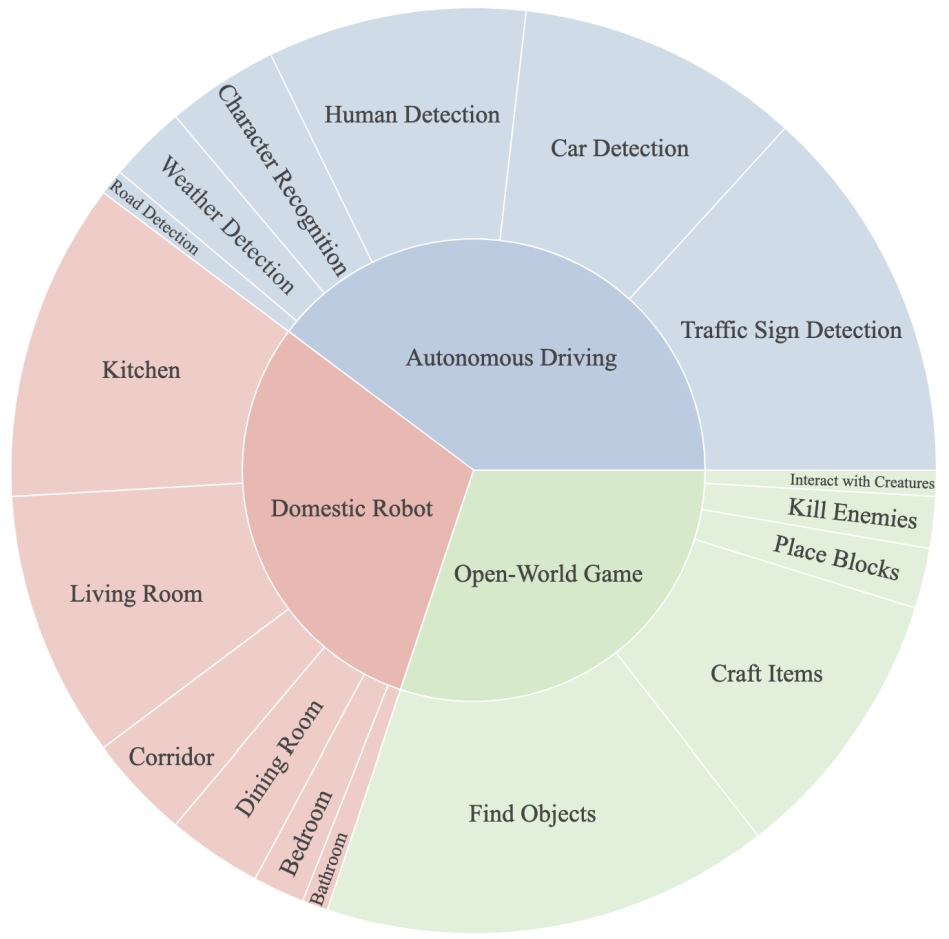 Human Detection
Character Recognition
Car Detection
Weather Detection
Road Detection
Traffic Sign Detection
Autonomous Driving
Kitchen
Domestic Robot
Interact with Creatures
Kill Enemies
Place Blocks
Open-World Game
Living Room
Craft Items
Corridor
Dining Room
Find Objects
Bedroom
Bathroom